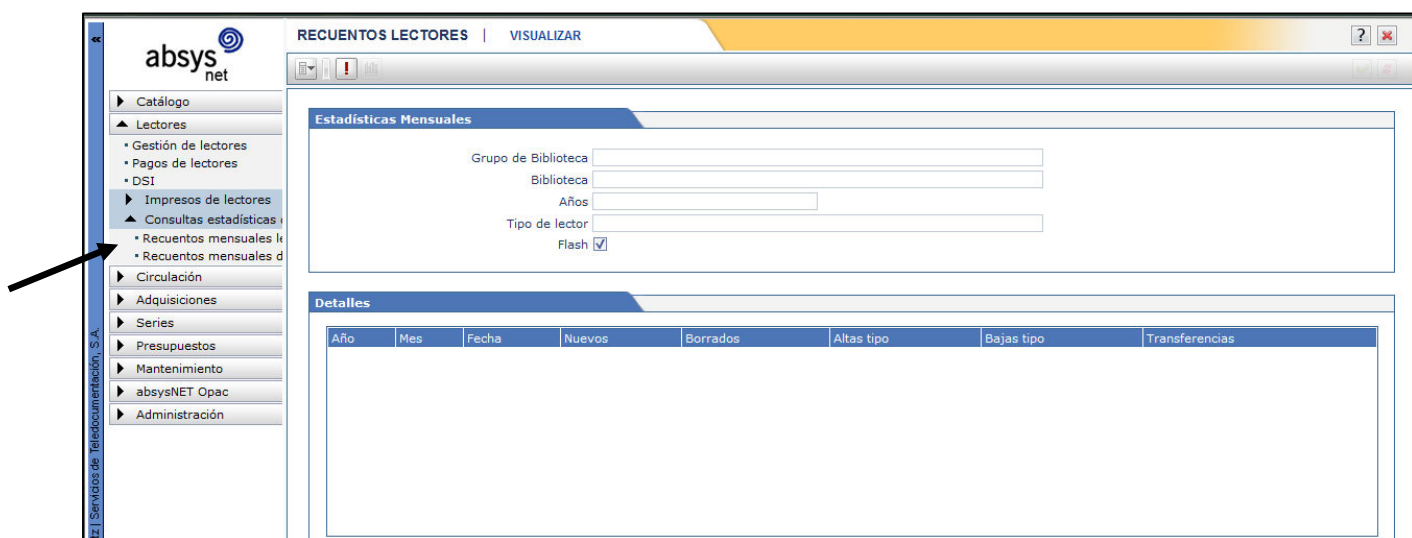 «
absys
net
RECUENTOS LECTORES | VISUALIZAR
?
Catálogo
Lectores
Gestión de lectores
Pagos de lectores
DSI
Impresos de lectores
Consultas estadísticas
Recuentos mensuales le
Recuentos mensuales d
Circulación
Adquisiciones
Series
Presupuestos
Mantenimiento
absysNET Opac
Administración
tz | Servicios de Teledocumentación, S.A.
Estadísticas Mensuales
Grupo de Biblioteca
Biblioteca
Años
Tipo de lector
Flash
Detalles
Año Mes Fecha Nuevos Borrados Altas tipo Bajas tipo Transferencias